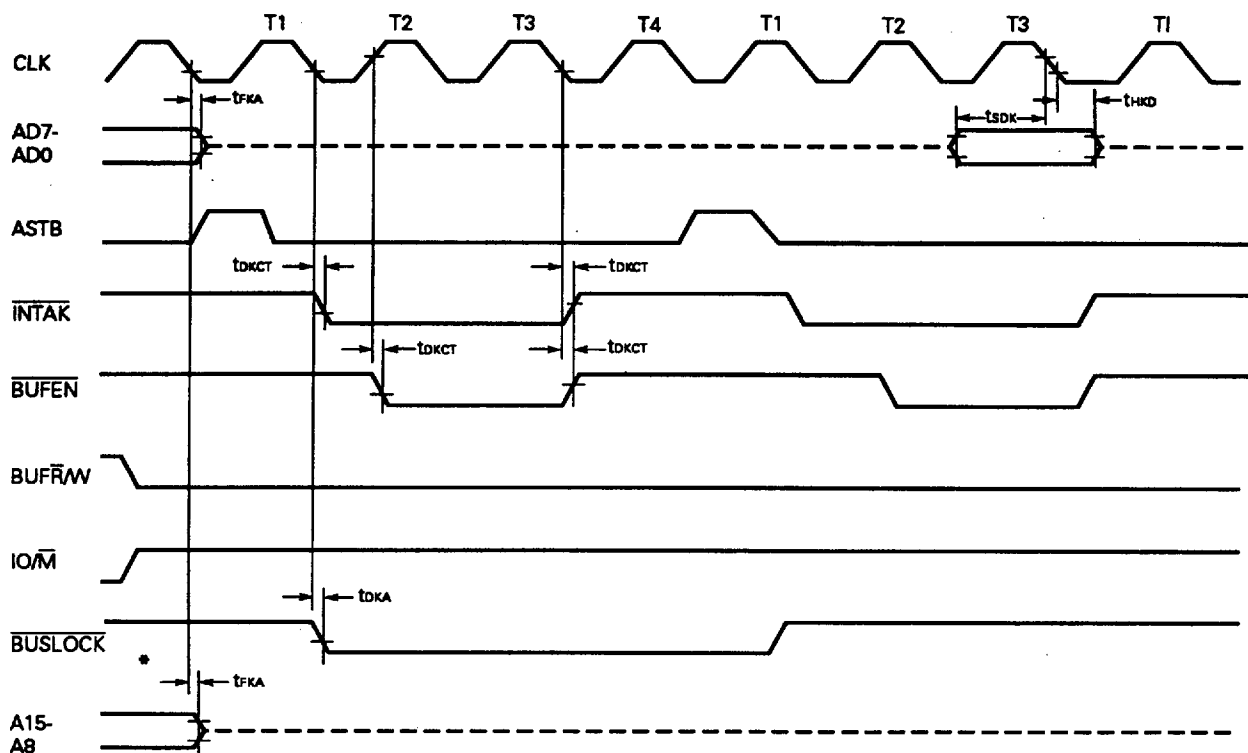 T1 T2 T3 T4 T1 T2 T3 TI
CLK
tFKA
tSDK
tHKD
AD7-
AD0
ASTB
tDKCT
tDKCT
INTAK
tDKCT
tDKCT
BUFEN
BUFR/W
IO/M
tDKA
BUSLOCK
*
tFKA
A15-
A8